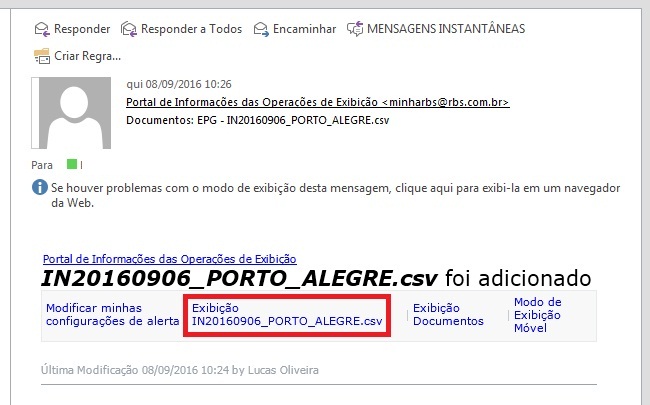 Responder Responder a Todos Encaminhar MENSAGENS INSTANTÂNEAS
Criar Regra...
qui 08/09/2016 10:26
Portal de Informações das Operações de Exibição <minharbs@rbs.com.br>
Documentos: EPG - IN20160906_PORTO_ALEGRE.csv
Para
Se houver problemas com o modo de exibição desta mensagem, clique aqui para exibi-la em um navegador
da Web.
Portal de Informações das Operações de Exibição
IN20160906_PORTO_ALEGRE.csv foi adicionado
Modificar minhas
configurações de alerta
Exibição
IN20160906_PORTO_ALEGRE.csv
Exibição
Documentos
Modo de
Exibição
Móvel
Última Modificação 08/09/2016 10:24 by Lucas Oliveira